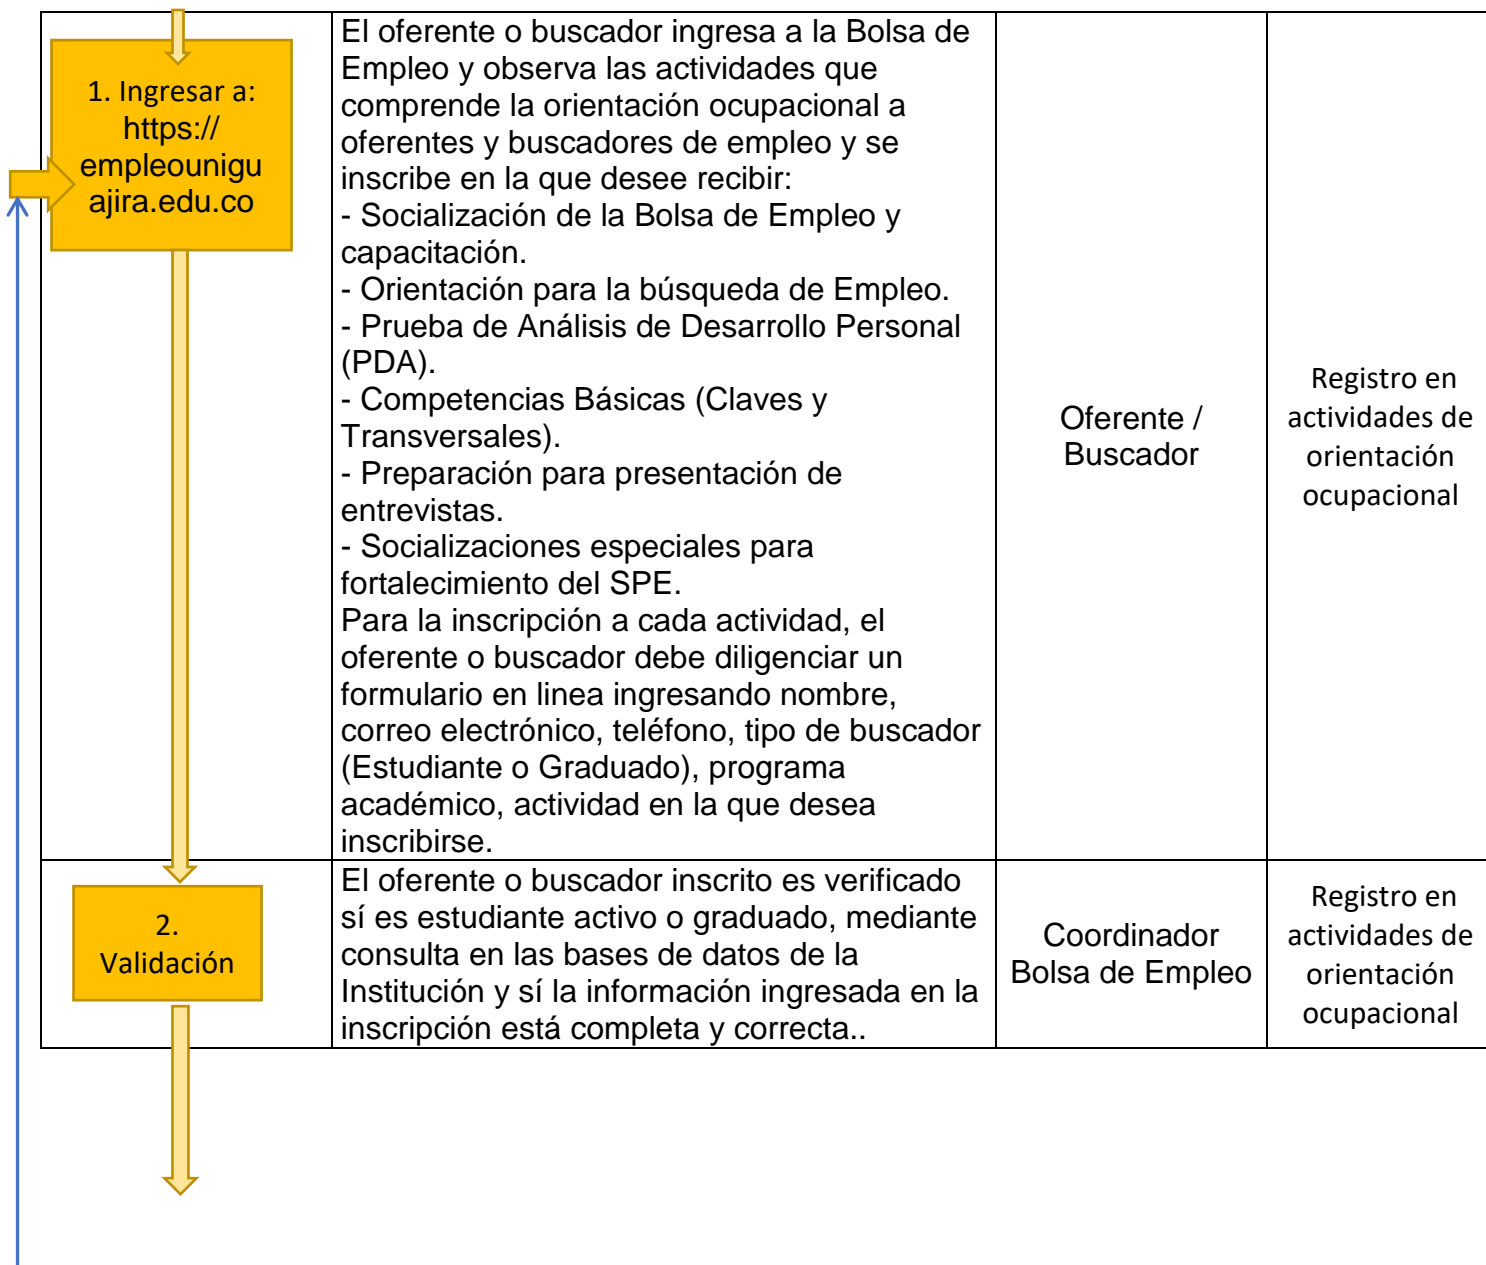 1. Ingresar a:
https://
empleounigu
ajira.edu.co
El oferente o buscador ingresa a la Bolsa de
Empleo y observa las actividades que
comprende la orientación ocupacional a
oferentes y buscadores de empleo y se
inscribe en la que desee recibir:
- Socialización de la Bolsa de Empleo y
capacitación.
- Orientación para la búsqueda de Empleo.
- Prueba de Análisis de Desarrollo Personal
(PDA).
- Competencias Básicas (Claves y
Transversales).
- Preparación para presentación de
entrevistas.
- Socializaciones especiales para
fortalecimiento del SPE.
Para la inscripción a cada actividad, el
oferente o buscador debe diligenciar un
formulario en linea ingresando nombre,
correo electrónico, teléfono, tipo de buscador
(Estudiante o Graduado), programa
académico, actividad en la que desea
inscribirse.
Oferente /
Buscador
Registro en
actividades de
orientación
ocupacional
2.
Validación
El oferente o buscador inscrito es verificado
sí es estudiante activo o graduado, mediante
consulta en las bases de datos de la
Institución y sí la información ingresada en la
inscripción está completa y correcta..
Coordinador
Bolsa de Empleo
Registro en
actividades de
orientación
ocupacional